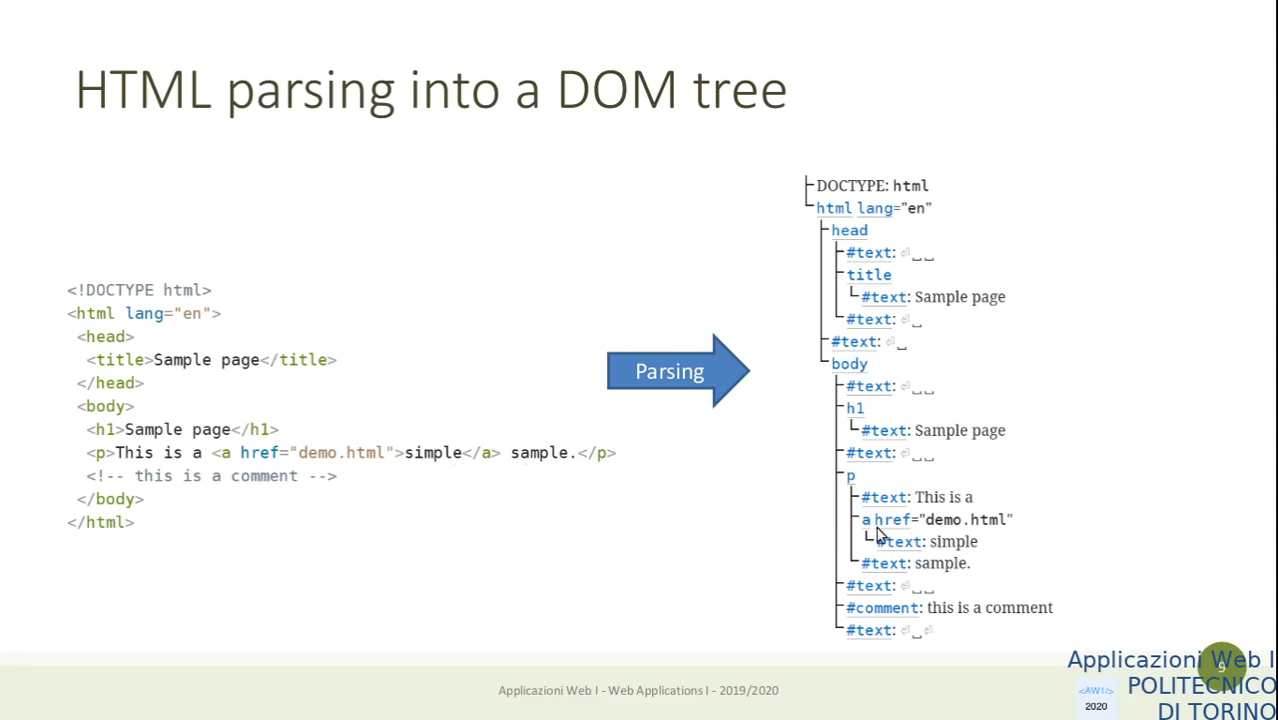 HTML parsing into a DOM tree
<!DOCTYPE html>
<html lang="en">
<head>
<title>Sample page</title>
</head>
<body>
<h1>Sample page</h1>
<p>This is a <a href="demo.html">simple</a> sample.</p>
<!-- this is a comment -->
</body>
</html>
Parsing
DOCTYPE: html
html lang="en"
head
#text: ⏎␣␣
title
#text: Sample page
#text: ⏎␣
#text: ⏎␣
body
#text: ⏎␣␣
h1
#text: Sample page
#text: ⏎␣␣
p
#text: This is a
a href="demo.html"
#text: simple
#text: sample.
#text: ⏎␣␣
#comment: this is a comment
#text: ⏎␣⏎
Applicazioni Web I - Web Applications I - 2019/2020
9
Applicazioni Web I
POLITECNICO
DI TORINO
<AW1/>
2020